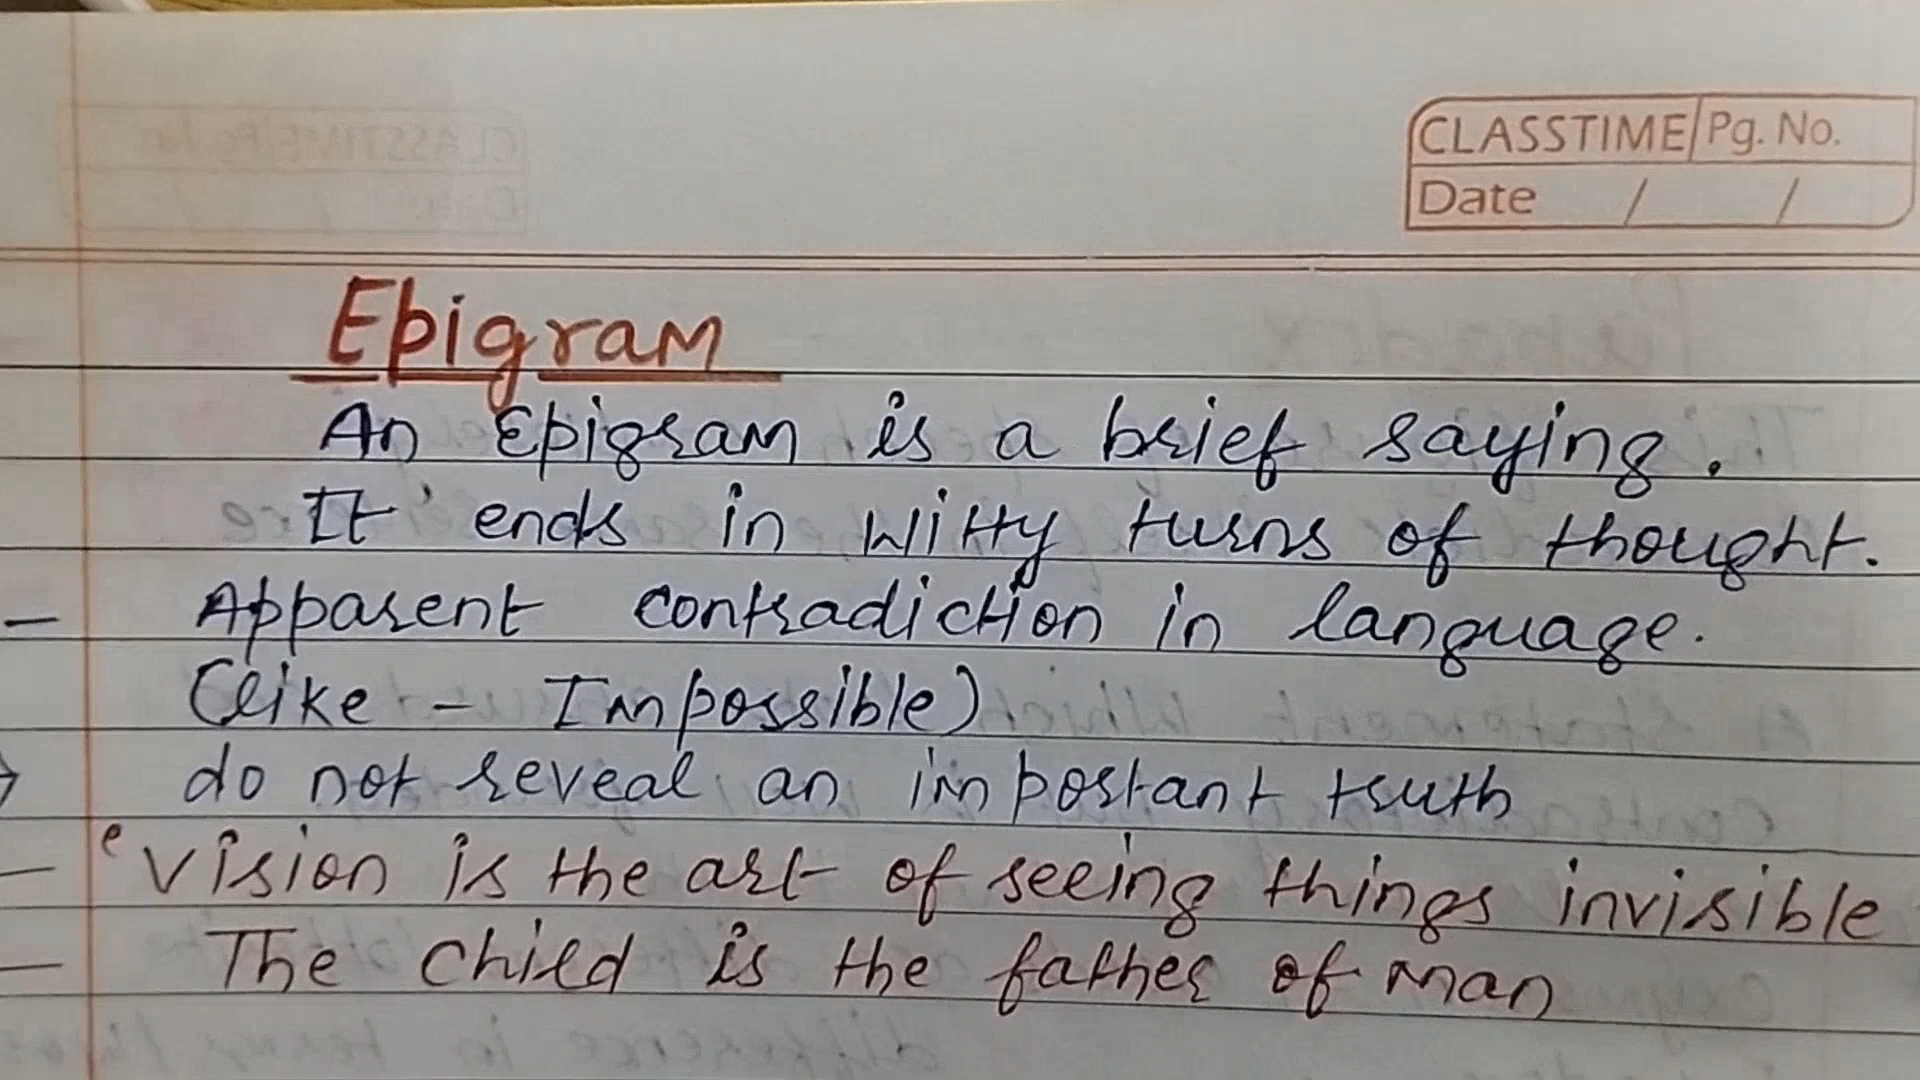 CLASSTIME Pg. No.
Date / /
Epigram
An Epigram is a brief saying.
It ends in witty turns of thought.
– Apparent contradiction in language.
(like – Impossible)
→ do not reveal an important truth
– Vision is the art of seeing things invisible
– The child is the father of man